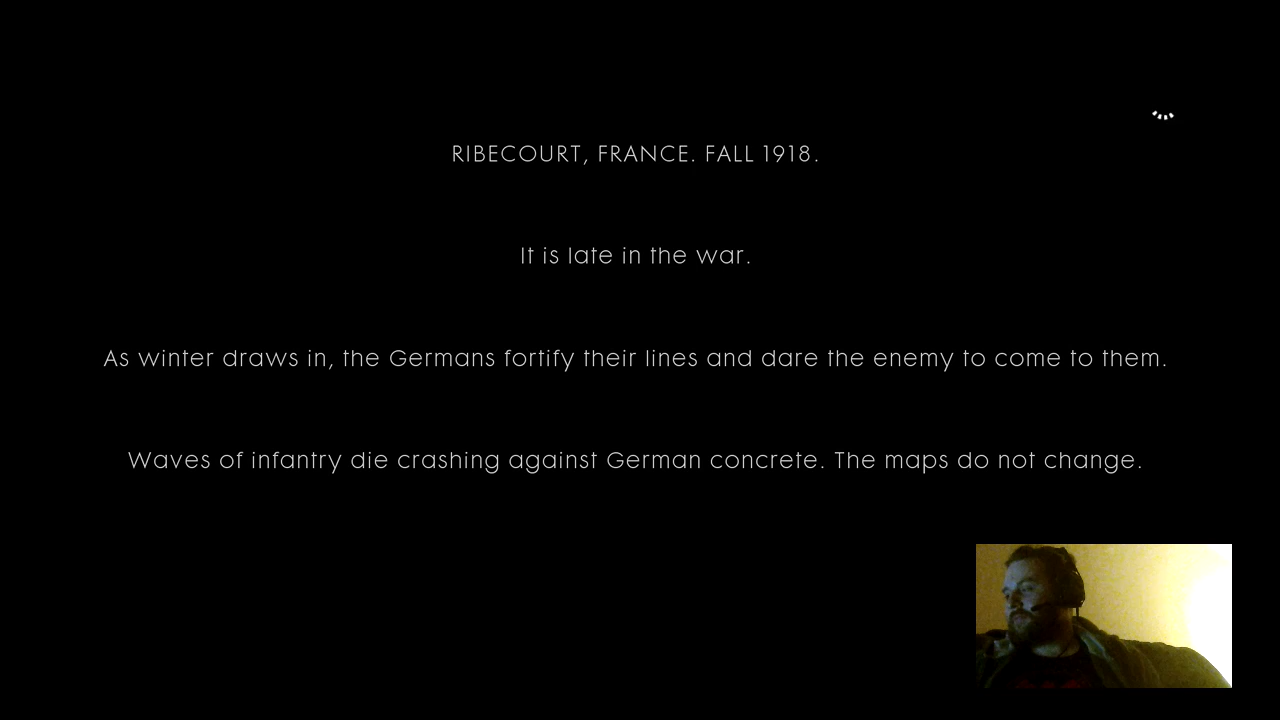 RIBECOURT, FRANCE. FALL 1918.
It is late in the war.
As winter draws in, the Germans fortify their lines and dare the enemy to come to them.
Waves of infantry die crashing against German concrete. The maps do not change.